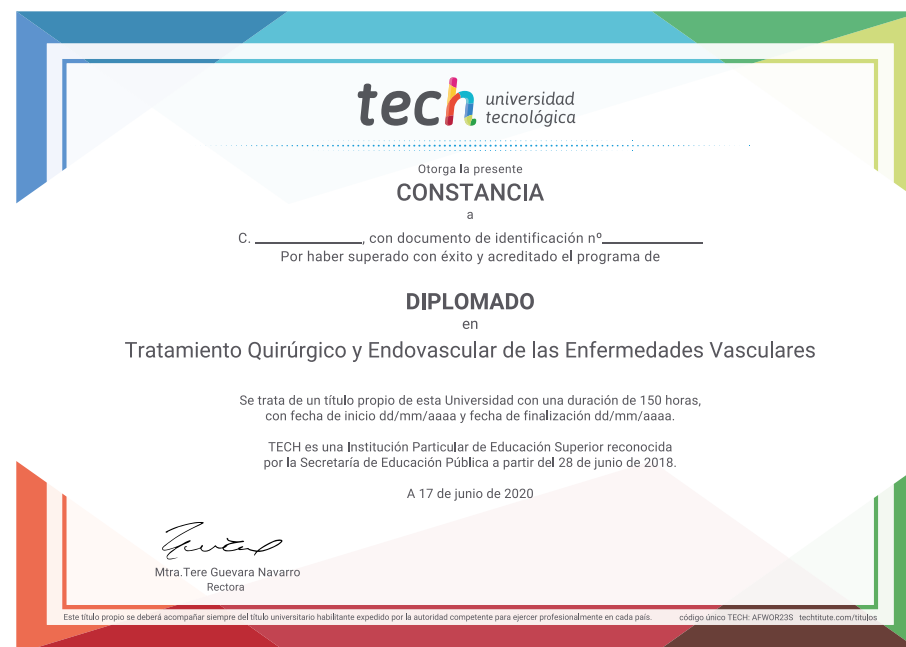 tech universidad
tecnológica
Otorga la presente
CONSTANCIA
a
C. ____________, con documento de identificación nº____________
Por haber superado con éxito y acreditado el programa de
DIPLOMADO
en
Tratamiento Quirúrgico y Endovascular de las Enfermedades Vasculares
Se trata de un título propio de esta Universidad con una duración de 150 horas,
con fecha de inicio dd/mm/aaaa y fecha de finalización dd/mm/aaaa.
TECH es una Institución Particular de Educación Superior reconocida
por la Secretaría de Educación Pública a partir del 28 de junio de 2018.
A 17 de junio de 2020
Mtra.Tere Guevara Navarro
Rectora
Este título propio se deberá acompañar siempre del título universitario habilitante expedido por la autoridad competente para ejercer profesionalmente en cada país. código único TECH: AFWOR23S techtitute.com/titulos